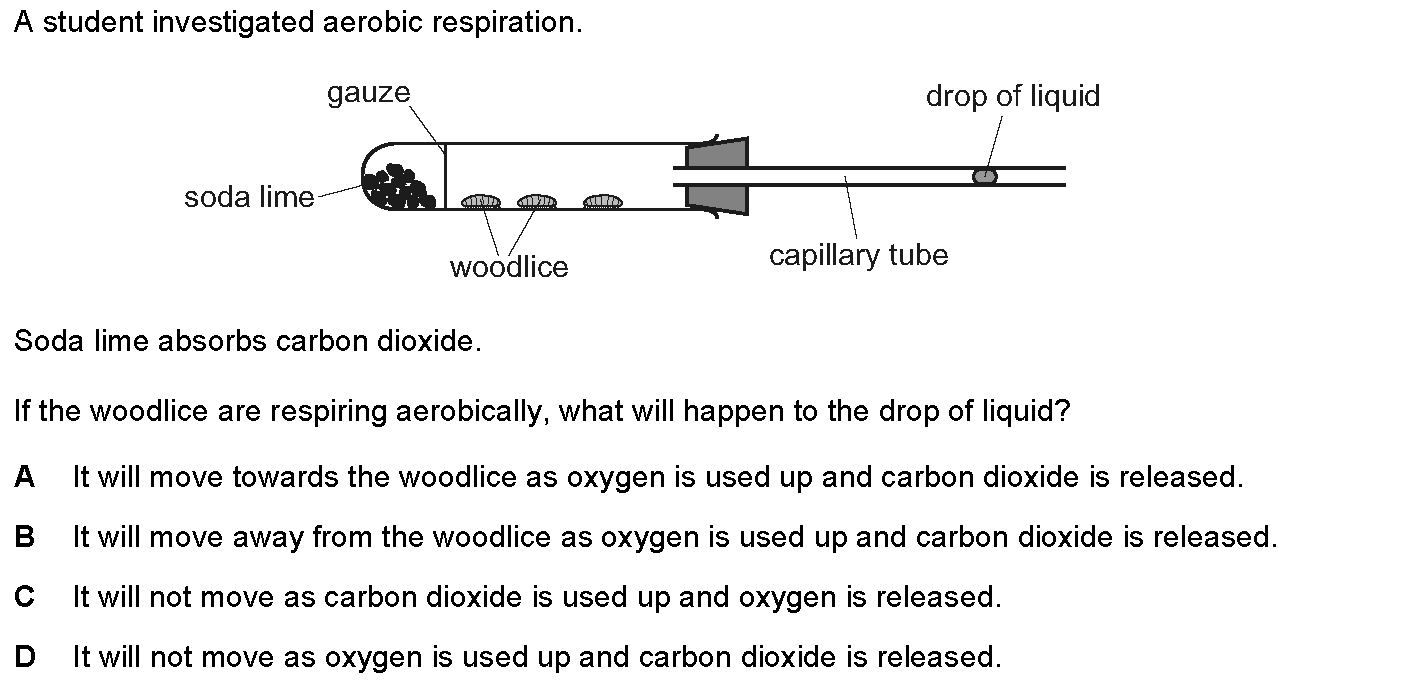 A student investigated aerobic respiration.
gauze
drop of liquid
soda lime
woodlice
capillary tube
Soda lime absorbs carbon dioxide.
If the woodlice are respiring aerobically, what will happen to the drop of liquid?
A It will move towards the woodlice as oxygen is used up and carbon dioxide is released.
B It will move away from the woodlice as oxygen is used up and carbon dioxide is released.
C It will not move as carbon dioxide is used up and oxygen is released.
D It will not move as oxygen is used up and carbon dioxide is released.